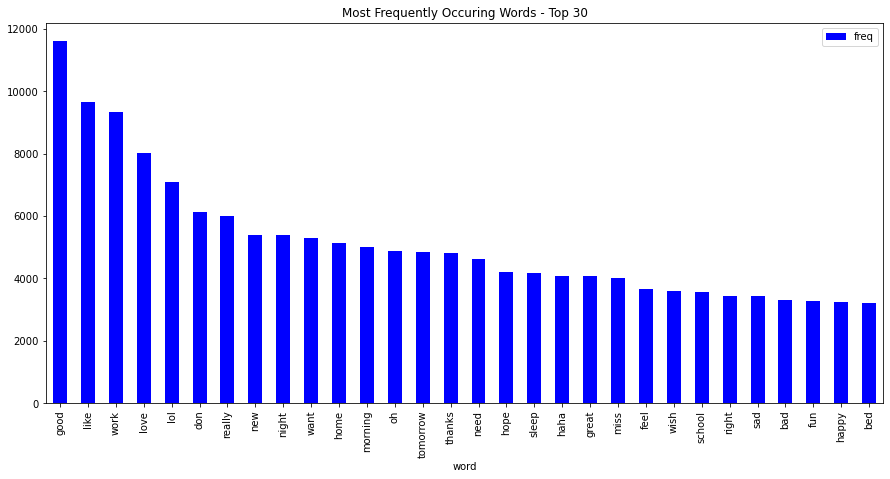 Most Frequently Occuring Words - Top 30
freq
12000
10000
8000
6000
4000
2000
0
good
like
work
love
lol
don
really
new
night
want
home
morning
oh
tomorrow
thanks
need
hope
sleep
haha
great
miss
feel
wish
school
right
sad
bad
fun
happy
bed
word